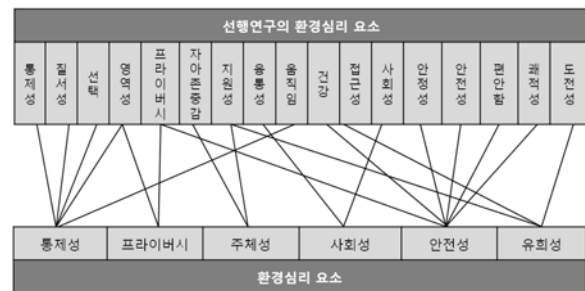 선행연구의 환경심리 요소
통제성 질서성 선택 영역성 프라이버시 자아존중감 지원성 융통성 움직임 건강 접근성 사회성 안정성 안전성 편안함 쾌적성 도전성
통제성 프라이버시 주체성 사회성 안전성 유희성
환경심리 요소